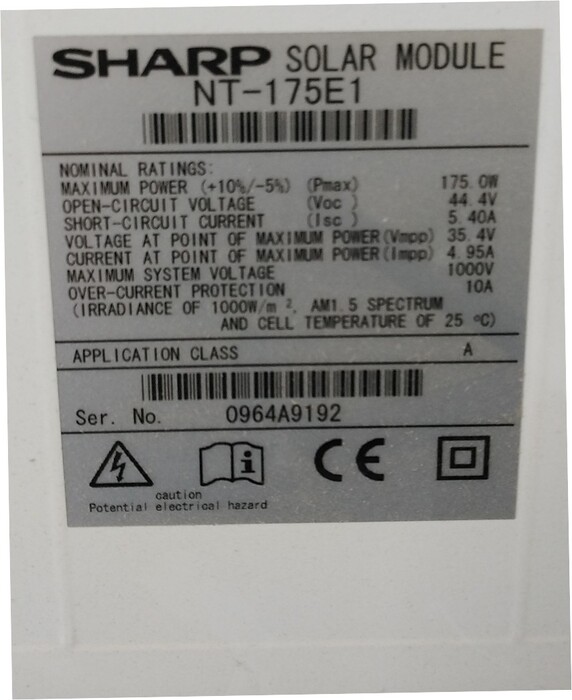 SHARP SOLAR MODULE
NT-175E1
NOMINAL RATINGS:
MAXIMUM POWER (+10%/-5%) (Pmax) 175.0W
OPEN-CIRCUIT VOLTAGE (Voc) 44.4V
SHORT-CIRCUIT CURRENT (Isc) 5.40A
VOLTAGE AT POINT OF MAXIMUM POWER(Vmpp) 35.4V
CURRENT AT POINT OF MAXIMUM POWER(Impp) 4.95A
MAXIMUM SYSTEM VOLTAGE 1000V
OVER-CURRENT PROTECTION 10A
(IRRADIANCE OF 1000W/m², AM1.5 SPECTRUM
AND CELL TEMPERATURE OF 25 ºC)
APPLICATION CLASS A
Ser. No. 0964A9192
i
CE
caution
Potential electrical hazard